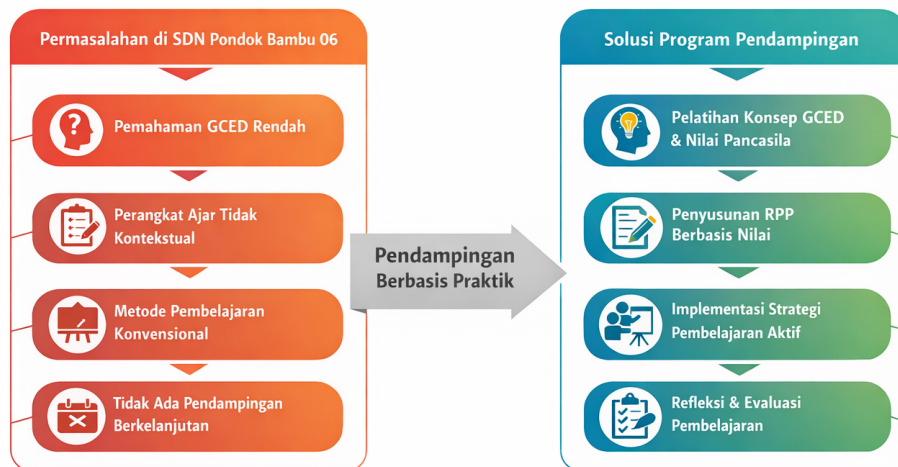 Permasalahan di SDN Pondok Bambu 06
?
Pemahaman GCED Rendah
Perangkat Ajar Tidak
Kontekstual
Metode Pembelajaran
Konvensional
Tidak Ada Pendampingan
Berkelanjutan
Pendampingan
Berbasis Praktik
Solusi Program Pendampingan
Pelatihan Konsep GCED
& Nilai Pancasila
Penyusunan RPP
Berbasis Nilai
Implementasi Strategi
Pembelajaran Aktif
Refleksi & Evaluasi
Pembelajaran